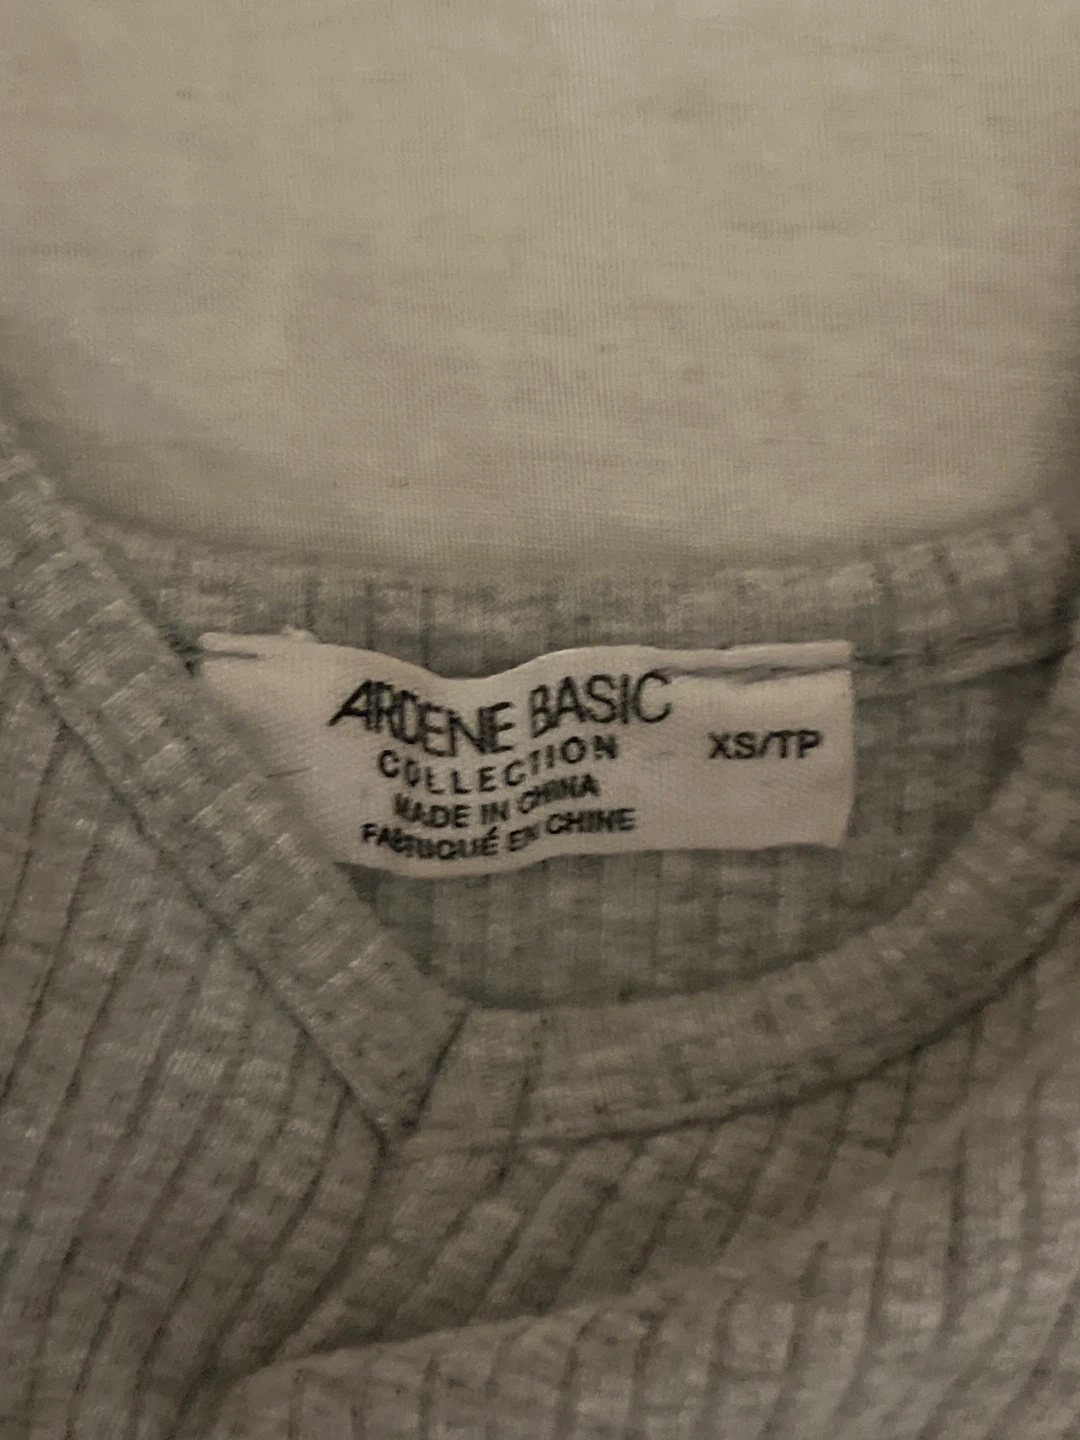 ARDENE BASIC
COLLECTION
MADE IN CHINA
FABRIQUÉ EN CHINE
XS/TP